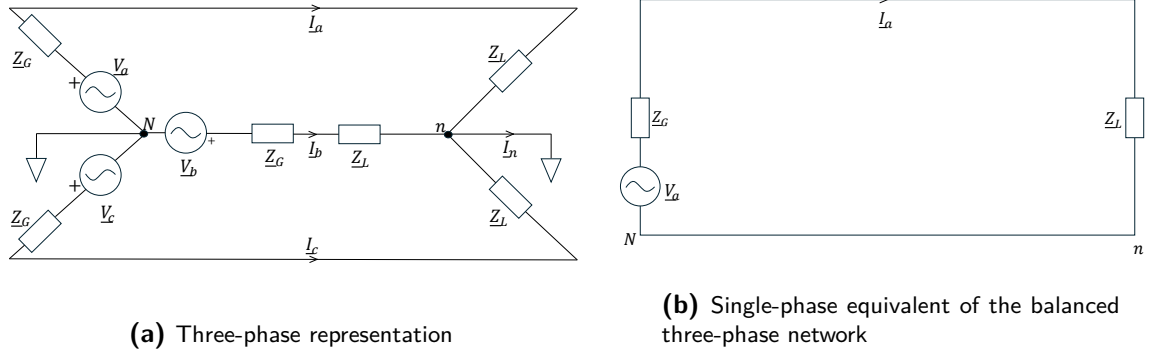 I_a
I_a
Z_G
V_a
Z_L
+
Z_G
Z_L
N
n
+
Z_G
I_b
Z_L
I_n
V_b
+
V_a
Z_G
V_c
Z_L
N
n
I_c
(a) Three-phase representation
(b) Single-phase equivalent of the balanced
three-phase network